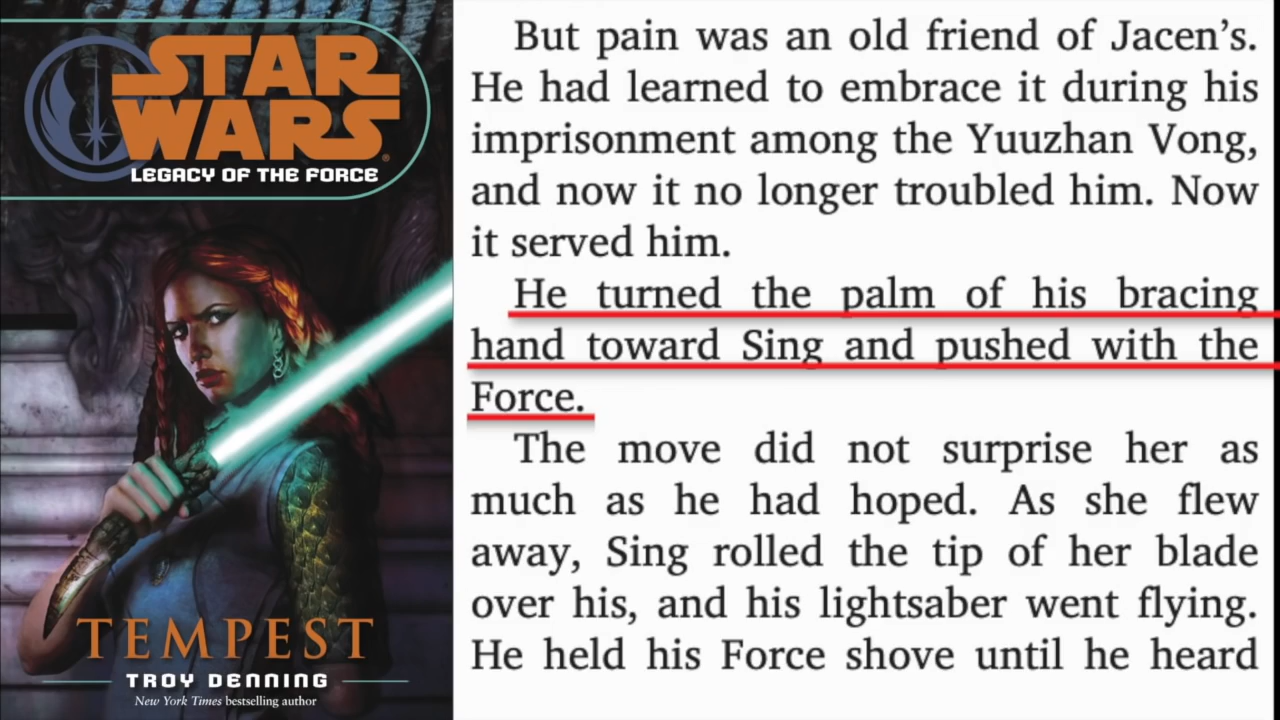 STAR
WARS®
LEGACY OF THE FORCE
TEMPEST
TROY DENNING
New York Times bestselling author
But pain was an old friend of Jacen’s.
He had learned to embrace it during his
imprisonment among the Yuuzhan Vong,
and now it no longer troubled him. Now
it served him.
He turned the palm of his bracing
hand toward Sing and pushed with the
Force.
The move did not surprise her as
much as he had hoped. As she flew
away, Sing rolled the tip of her blade
over his, and his lightsaber went flying.
He held his Force shove until he heard